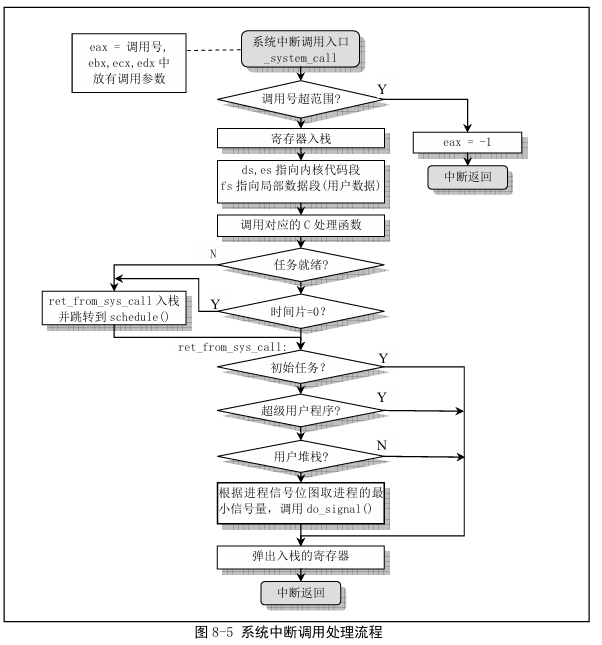 eax = 调用号,
ebx,ecx,edx 中
放有调用参数
系统中断调用入口
_system_call
调用号超范围?
Y
寄存器入栈
eax = -1
ds,es 指向内核代码段
fs 指向局部数据段(用户数据)
中断返回
调用对应的 C 处理函数
N
任务就绪?
ret_from_sys_call 入栈
并跳转到 schedule()
Y
时间片=0?
ret_from_sys_call:
初始任务?
Y
超级用户程序?
Y
用户堆栈?
N
根据进程信号位图取进程的最
小信号量，调用 do_signal()
弹出入栈的寄存器
中断返回
图 8-5 系统中断调用处理流程